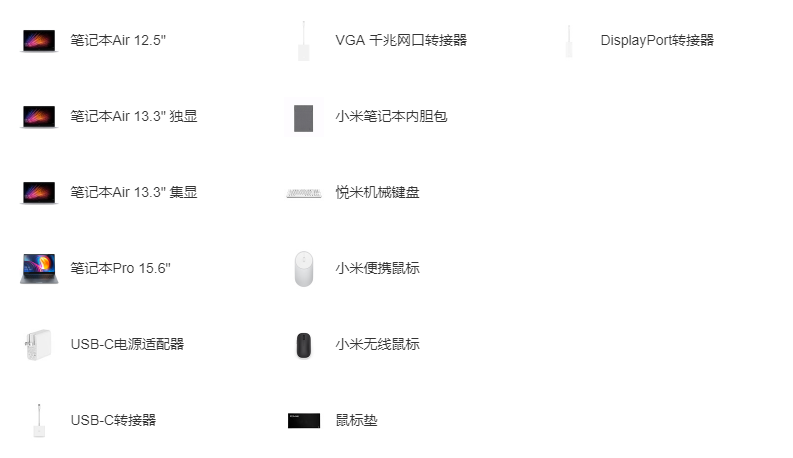 笔记本Air 12.5"
笔记本Air 13.3" 独显
笔记本Air 13.3" 集显
笔记本Pro 15.6"
USB-C电源适配器
USB-C转接器
VGA 千兆网口转接器
小米笔记本内胆包
悦米机械键盘
小米便携鼠标
小米无线鼠标
鼠标垫
DisplayPort转接器